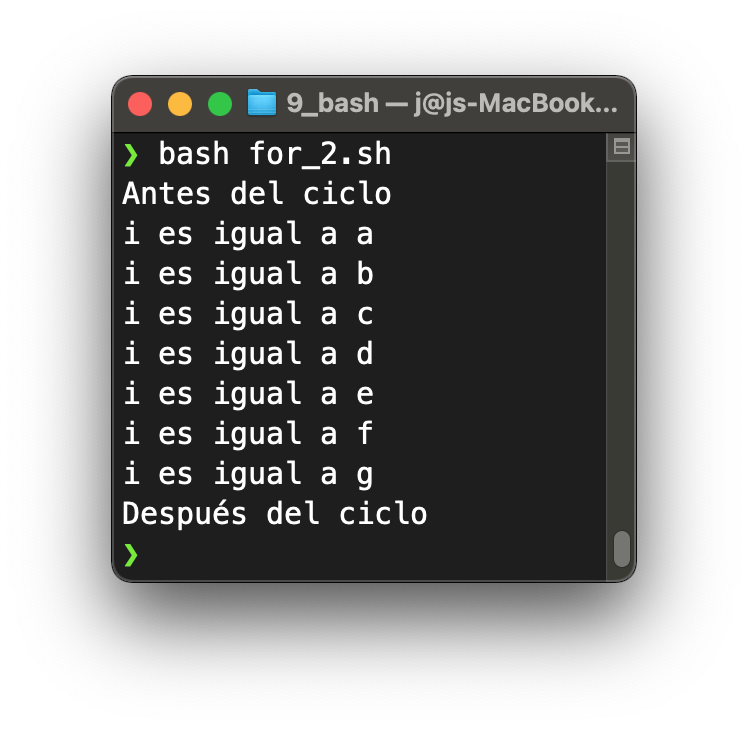 9_bash — j@js-MacBook...
❯ bash for_2.sh
Antes del ciclo
i es igual a a
i es igual a b
i es igual a c
i es igual a d
i es igual a e
i es igual a f
i es igual a g
Después del ciclo
❯